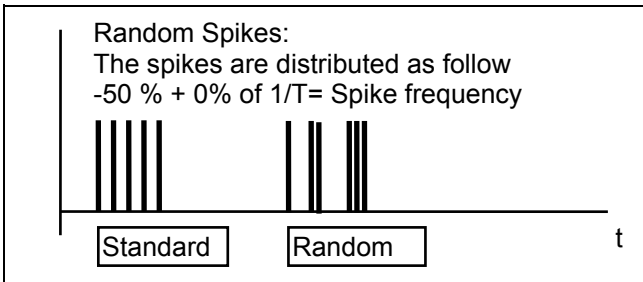 Random Spikes:
The spikes are distributed as follow
-50 % + 0% of 1/T= Spike frequency
Standard
Random
t